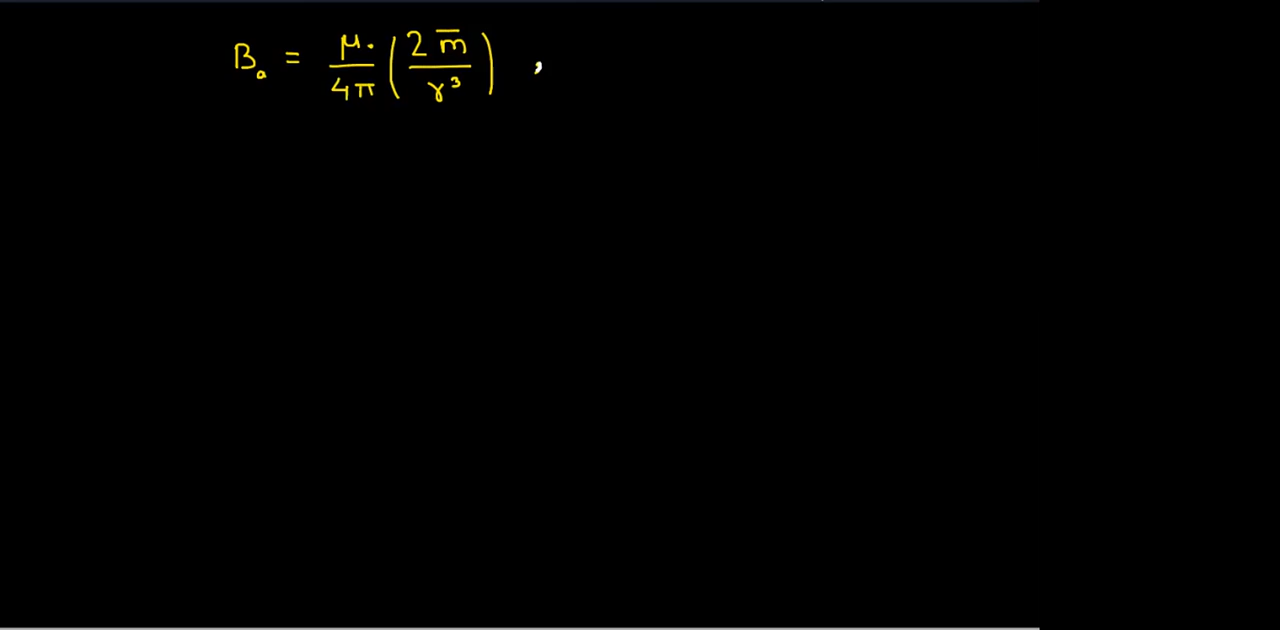 Bₐ = μ₀/4π (2 m̅ / r³) ,